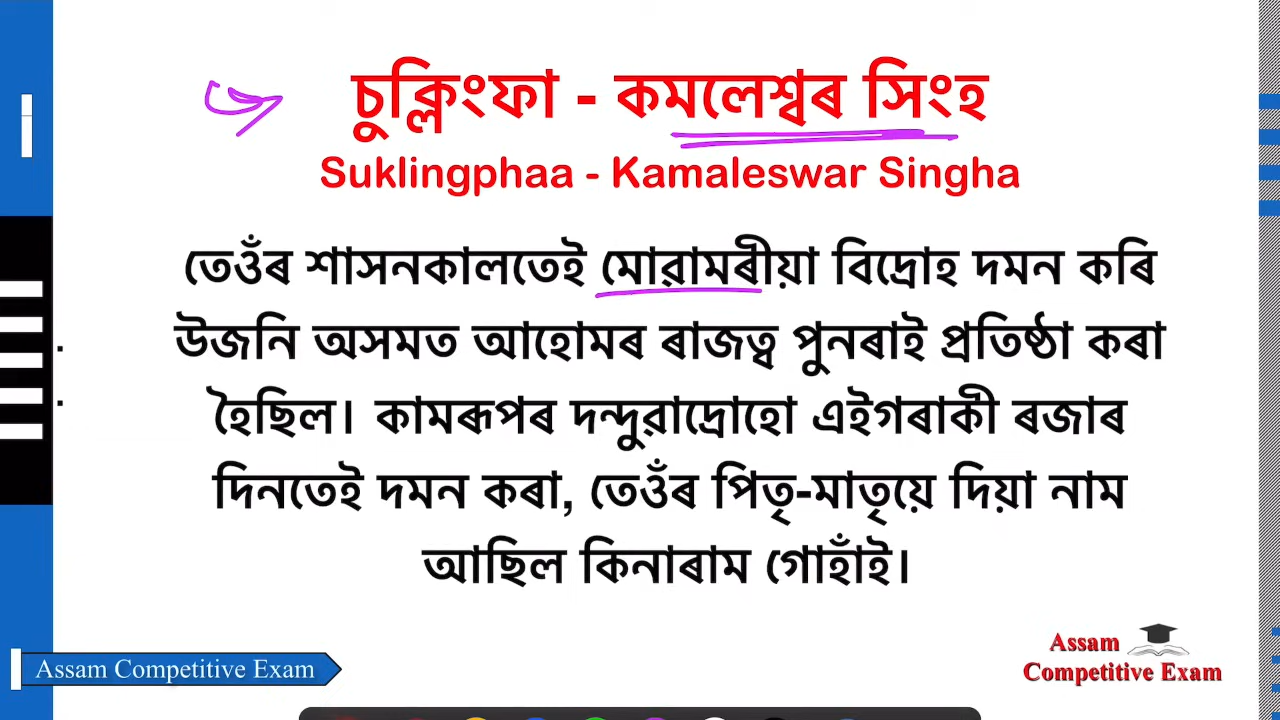 চুক্লিংফা - কমলেশ্বৰ সিংহ
Suklingphaa - Kamaleswar Singha
তেওঁৰ শাসনকালতেই মোৱামৰীয়া বিদ্ৰোহ দমন কৰি
উজনি অসমত আহোমৰ ৰাজত্ব পুনৰাই প্ৰতিষ্ঠা কৰা
হৈছিল। কামৰূপৰ দন্দুৱাদ্ৰোহো এইগৰাকী ৰজাৰ
দিনতেই দমন কৰা, তেওঁৰ পিতৃ-মাতৃয়ে দিয়া নাম
আছিল কিনাৰাম গোহাঁই।
Assam Competitive Exam
Assam
Competitive Exam